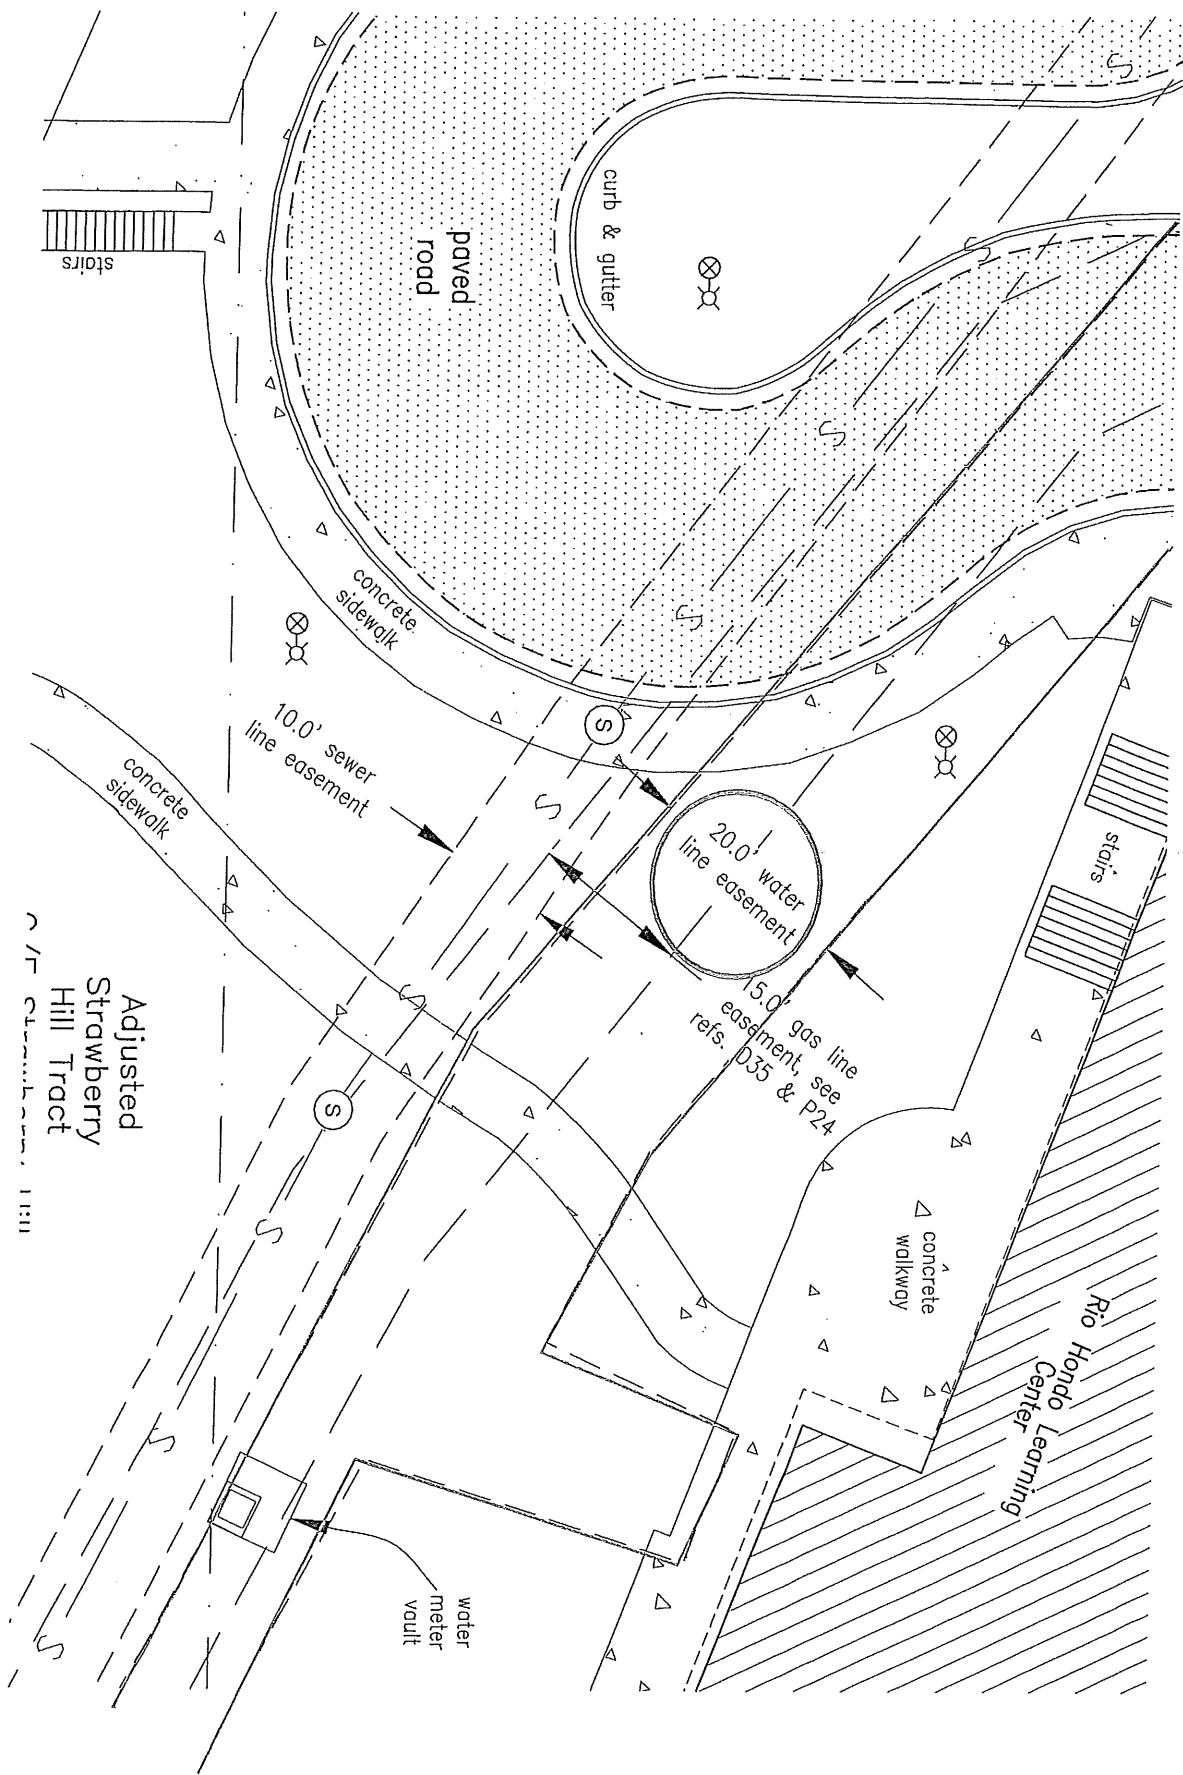 stairs
paved
road
curb & gutter
concrete
sidewalk
10.0' sewer
line easement
concrete
sidewalk
20.0' water
line easement
stairs
15.0' gas line
easement, see
refs. D35 & P24
concrete
walkway
Rio Hondo Learning
Center
water
meter
vault
Adjusted
Strawberry
Hill Tract
S
S
S
S
S
S
S
S
S
S
S